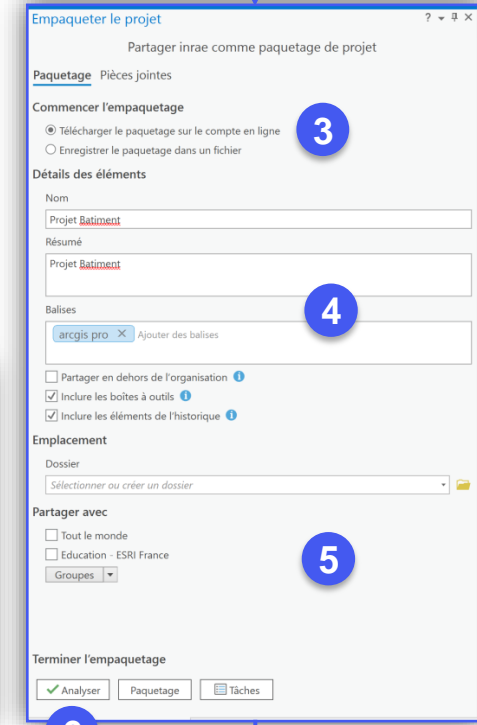 Empaqueter le projet
Partager inrae comme paquetage de projet
Paquetage Pièces jointes
Commencer l'empaquetage
Télécharger le paquetage sur le compte en ligne
3
Enregistrer le paquetage dans un fichier
Détails des éléments
Nom
Projet Batiment
Résumé
Projet Batiment
4
Balises
arcgis pro Ajouter des balises
Partager en dehors de l'organisation
Inclure les boîtes à outils
Inclure les éléments de l'historique
Emplacement
Dossier
Sélectionner ou créer un dossier
Partager avec
Tout le monde
Education - ESRI France
5
Groupes
Terminer l'empaquetage
Analyser Paquetage Tâches